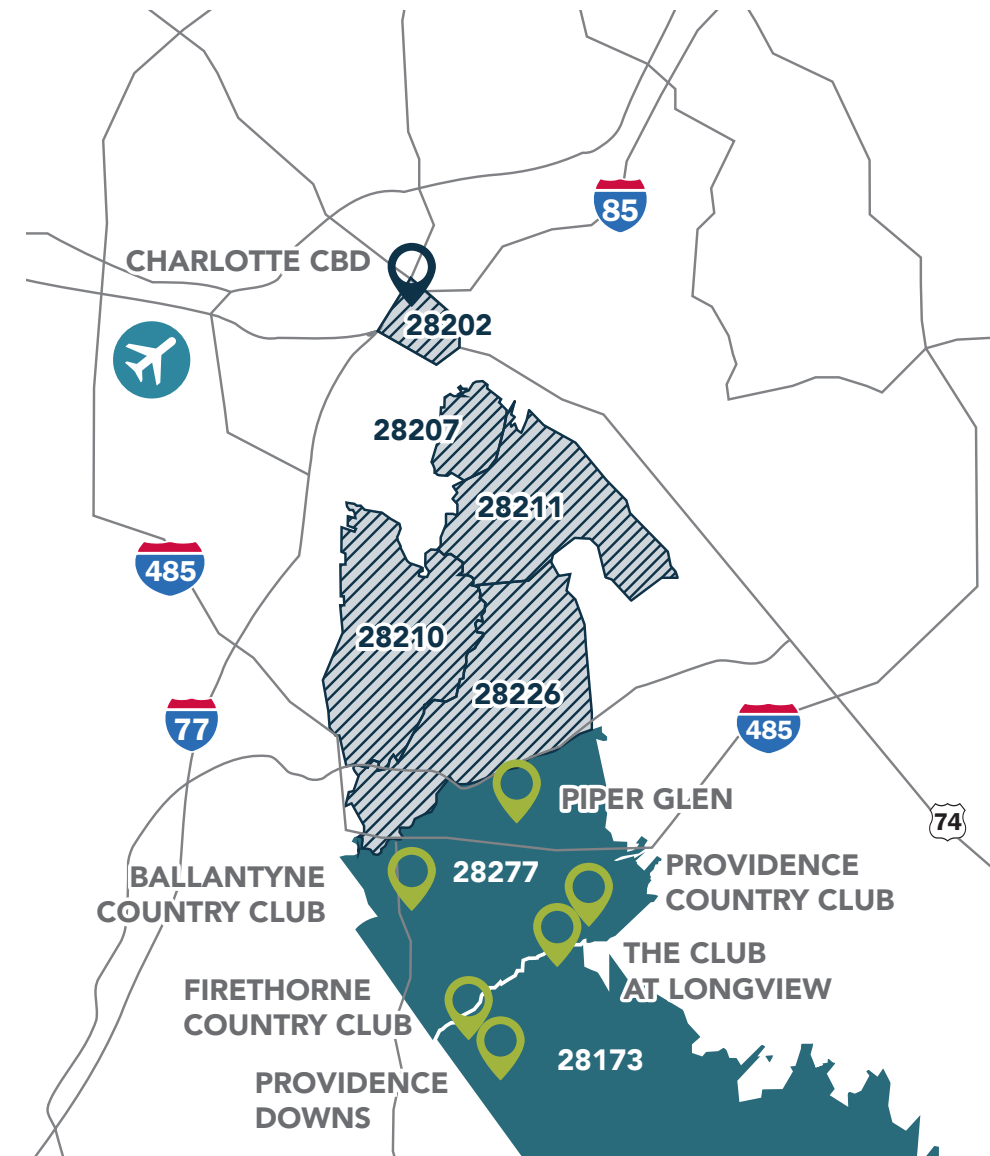 85
CHARLOTTE CBD
28202
28207
28211
485
28210
28226
77
485
PIPER GLEN
74
28277
PROVIDENCE
COUNTRY CLUB
BALLANTYNE
COUNTRY CLUB
THE CLUB
AT LONGVIEW
FIRETHORNE
COUNTRY CLUB
28173
PROVIDENCE
DOWNS